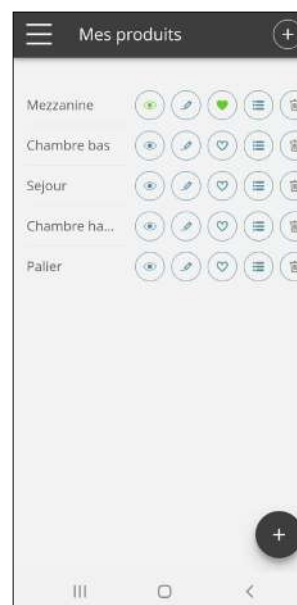 Mes produits
Mezzanine
Chambre bas
Sejour
Chambre ha...
Palier